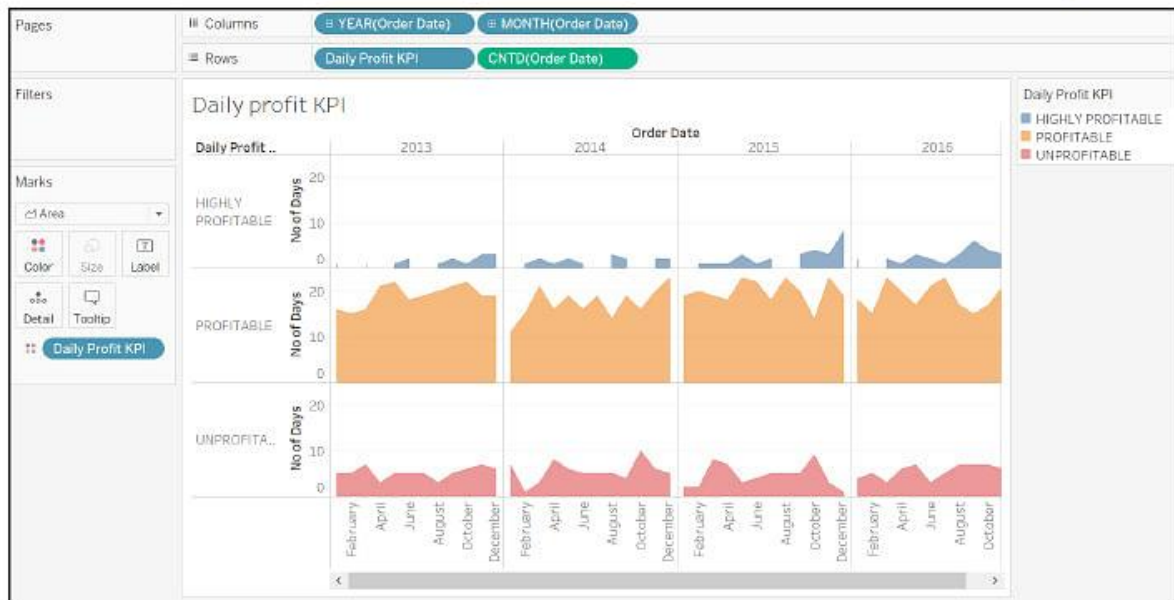 Pages
Columns
YEAR(Order Date)
MONTH(Order Date)
Rows
Daily Profit KPI
CNTD(Order Date)
Filters
Marks
Area
Color
Size
Label
Detail
Tooltip
Daily Profit KPI
Daily profit KPI
Order Date
Daily Profit ..
2013
2014
2015
2016
HIGHLY
PROFITABLE
No of Days
20
10
0
PROFITABLE
No of Days
20
10
0
UNPROFITA..
No of Days
20
10
0
February
April
June
August
October
December
February
April
June
August
October
December
February
April
June
August
October
December
February
April
June
August
October
Daily Profit KPI
HIGHLY PROFITABLE
PROFITABLE
UNPROFITABLE